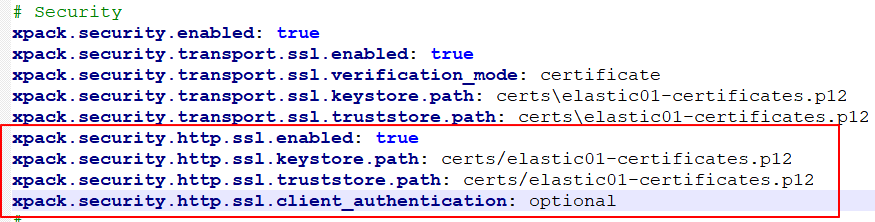 # Security
xpack.security.enabled: true
xpack.security.transport.ssl.enabled: true
xpack.security.transport.ssl.verification_mode: certificate
xpack.security.transport.ssl.keystore.path: certs\elastic01-certificates.p12
xpack.security.transport.ssl.truststore.path: certs\elastic01-certificates.p12
xpack.security.http.ssl.enabled: true
xpack.security.http.ssl.keystore.path: certs/elastic01-certificates.p12
xpack.security.http.ssl.truststore.path: certs/elastic01-certificates.p12
xpack.security.http.ssl.client_authentication: optional
#